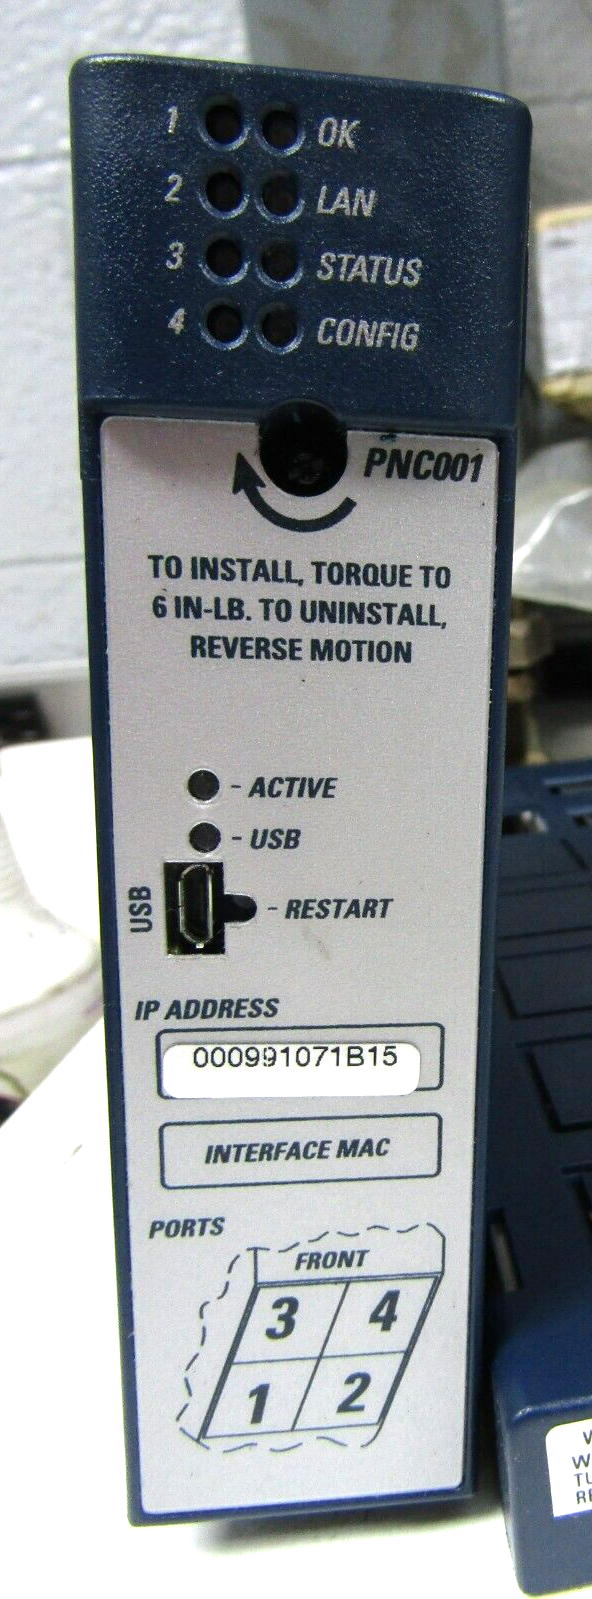 1 OK
2 LAN
3 STATUS
4 CONFIG
PNC001
TO INSTALL, TORQUE TO
6 IN-LB. TO UNINSTALL,
REVERSE MOTION
- ACTIVE
- USB
USB
- RESTART
IP ADDRESS
000991071B15
INTERFACE MAC
PORTS
FRONT
3 4
1 2